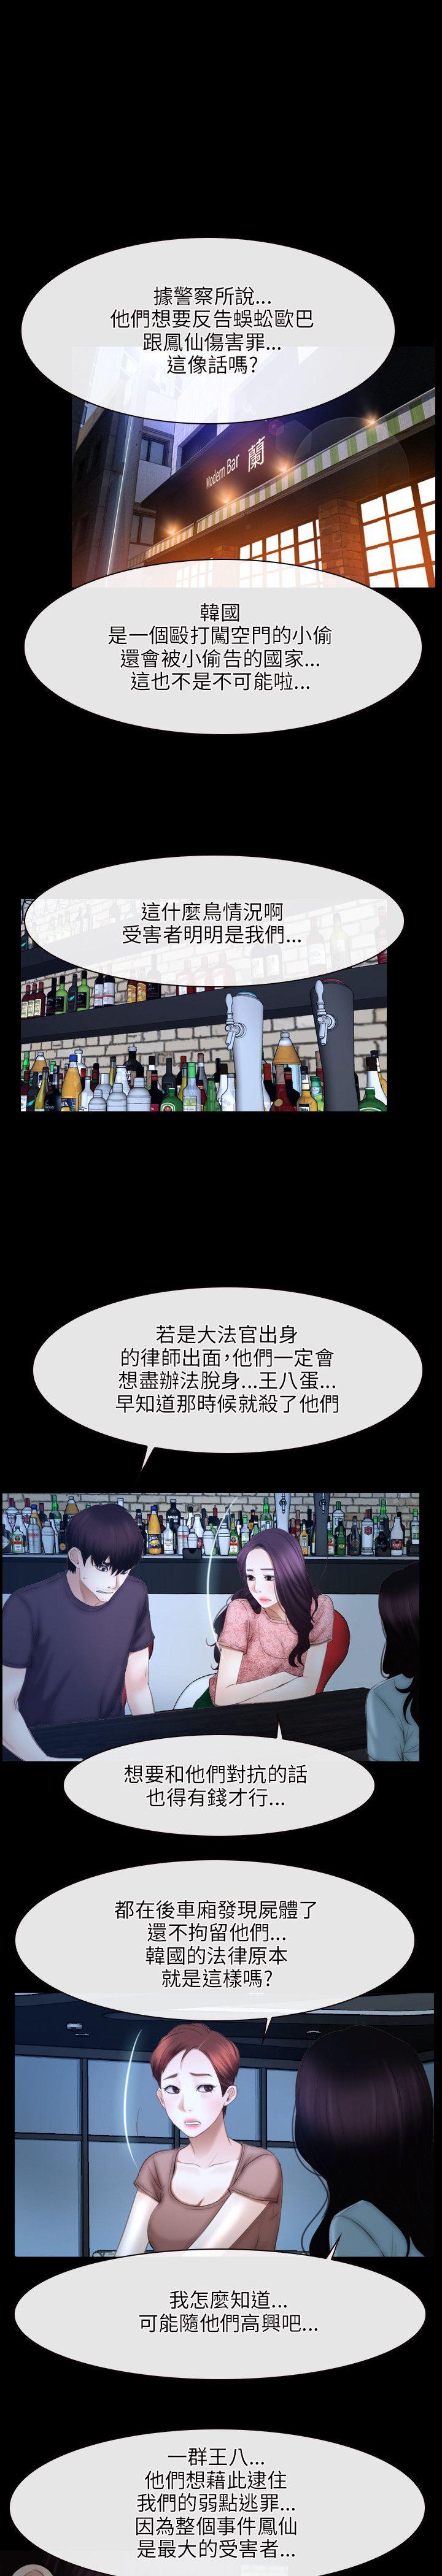 據警察所說...
他們想要反告蜈蚣歐巴
跟鳳仙傷害罪...
這像話嗎?
Modern Bar 蘭
韓國
是一個毆打闖空門的小偷
還會被小偷告的國家...
這也不是不可能啦...
這什麼鳥情況啊
受害者明明是我們...
若是大法官出身
的律師出面,他們一定會
想盡辦法脫身...王八蛋...
早知道那時候就殺了他們
想要和他們對抗的話
也得有錢才行...
都在後車廂發現屍體了
還不拘留他們...
韓國的法律原本
就是這樣嗎?
我怎麼知道...
可能隨他們高興吧...
一群王八...
他們想藉此逮住
我們的弱點逃罪...
因為整個事件鳳仙
是最大的受害者...